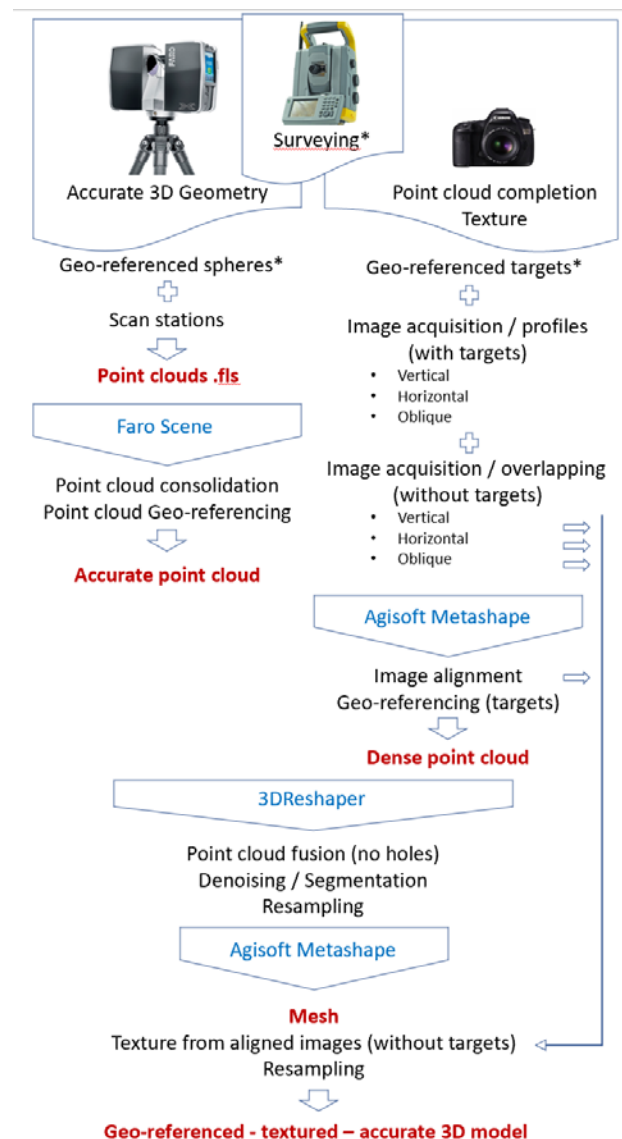 Surveying*
Accurate 3D Geometry
Point cloud completion
Texture
Geo-referenced spheres*
Scan stations
Point clouds .fls
Faro Scene
Point cloud consolidation
Point cloud Geo-referencing
Accurate point cloud
Geo-referenced targets*
Image acquisition / profiles
(with targets)
• Vertical
• Horizontal
• Oblique
Image acquisition / overlapping
(without targets)
• Vertical
• Horizontal
• Oblique
Agisoft Metashape
Image alignment
Geo-referencing (targets)
Dense point cloud
3DReshaper
Point cloud fusion (no holes)
Denoising / Segmentation
Resampling
Agisoft Metashape
Mesh
Texture from aligned images (without targets)
Resampling
Geo-referenced - textured – accurate 3D model